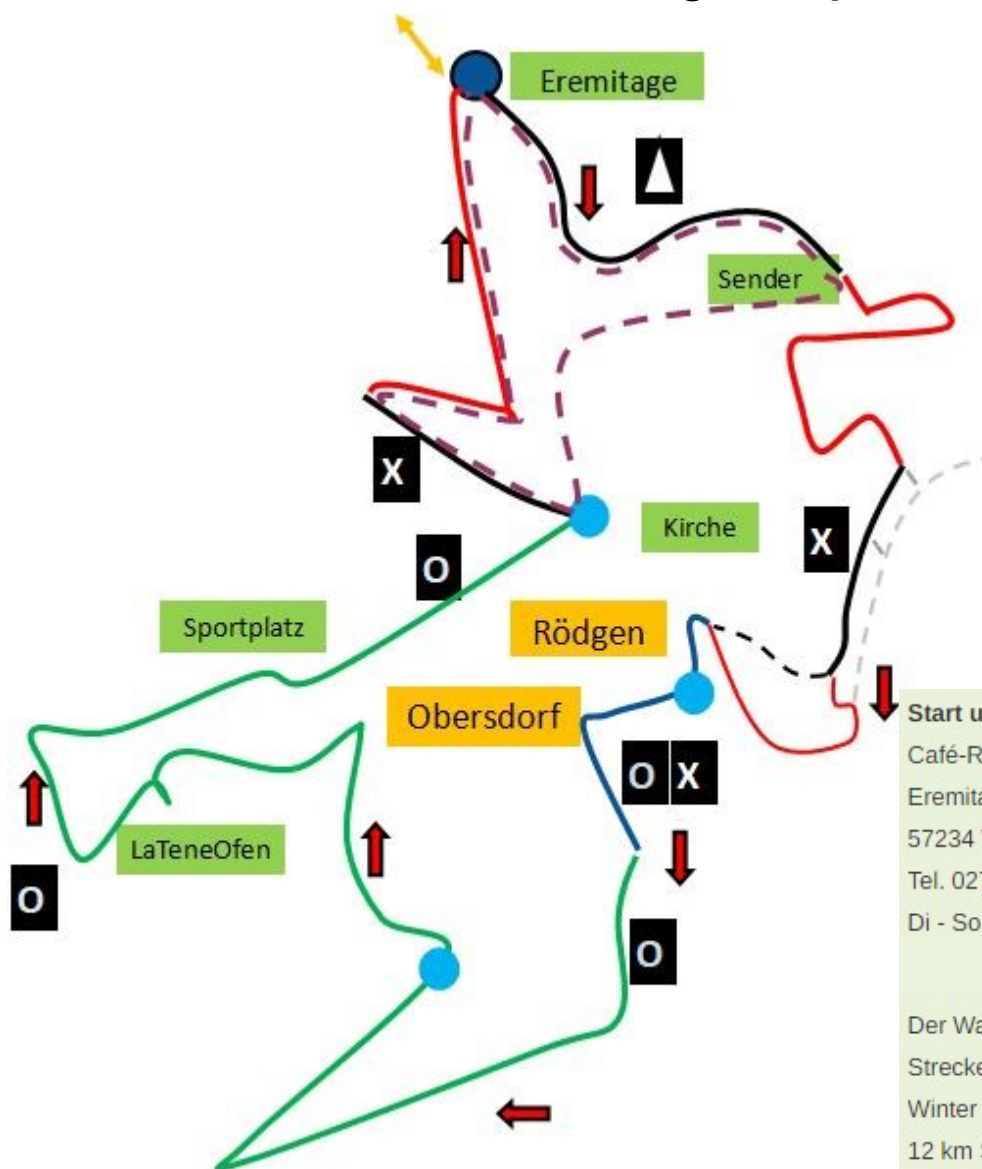 Eremitage
Sender
X
Kirche
X
O
Sportplatz
Rödgen
Obersdorf
O X
LaTeneOfen
O
O
Start u
Café-R
Eremita
57234
Tel. 027
Di - So
Der Wa
Strecke
Winter
12 km